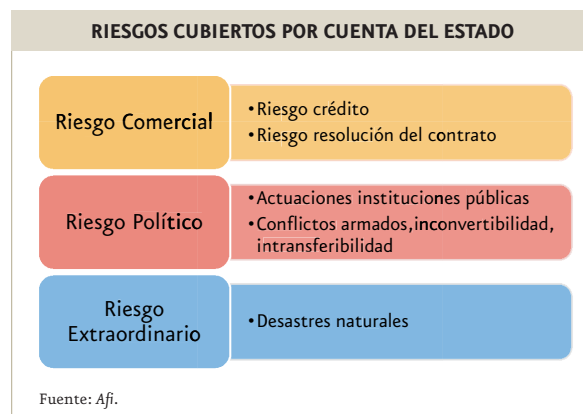 RIESGOS CUBIERTOS POR CUENTA DEL ESTADO
Riesgo Comercial
• Riesgo crédito
• Riesgo resolución del contrato
Riesgo Político
• Actuaciones instituciones públicas
• Conflictos armados,inconvertibilidad,
intransferibilidad
Riesgo
Extraordinario
• Desastres naturales
Fuente: Afi.